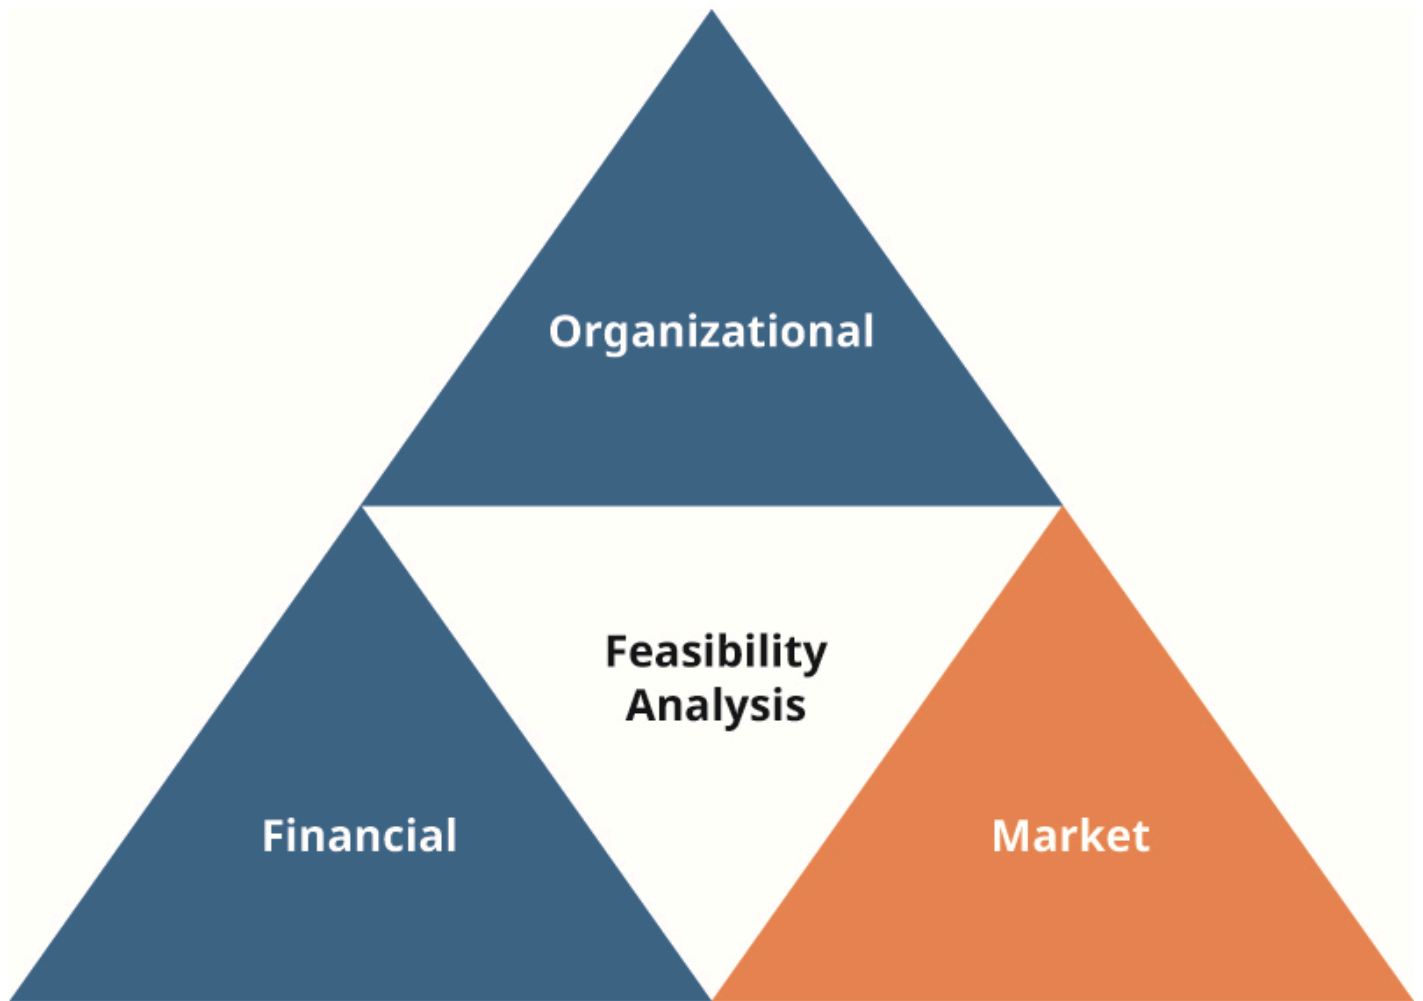 Organizational
Feasibility
Analysis
Financial
Market